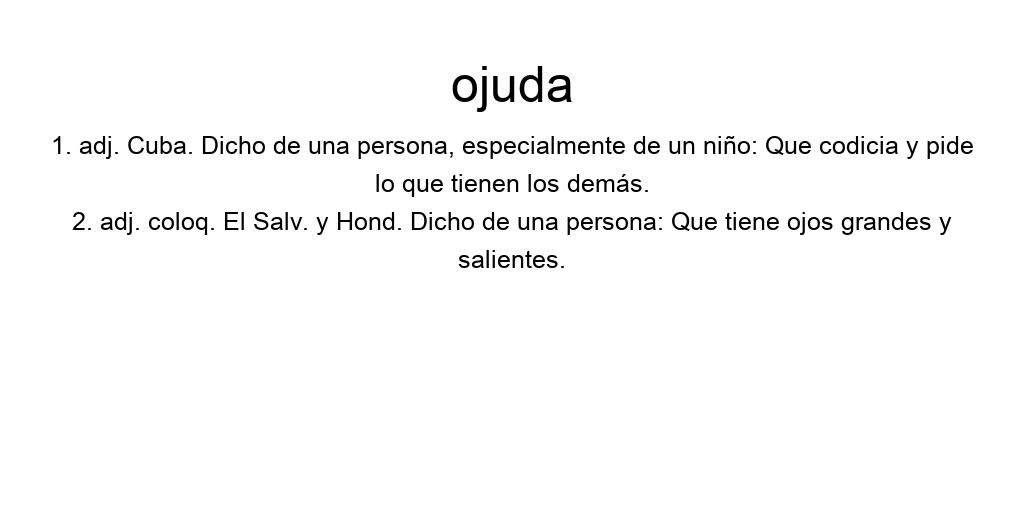 ojuda
1. adj. Cuba. Dicho de una persona, especialmente de un niño: Que codicia y pide
lo que tienen los demás.
2. adj. coloq. El Salv. y Hond. Dicho de una persona: Que tiene ojos grandes y
salientes.